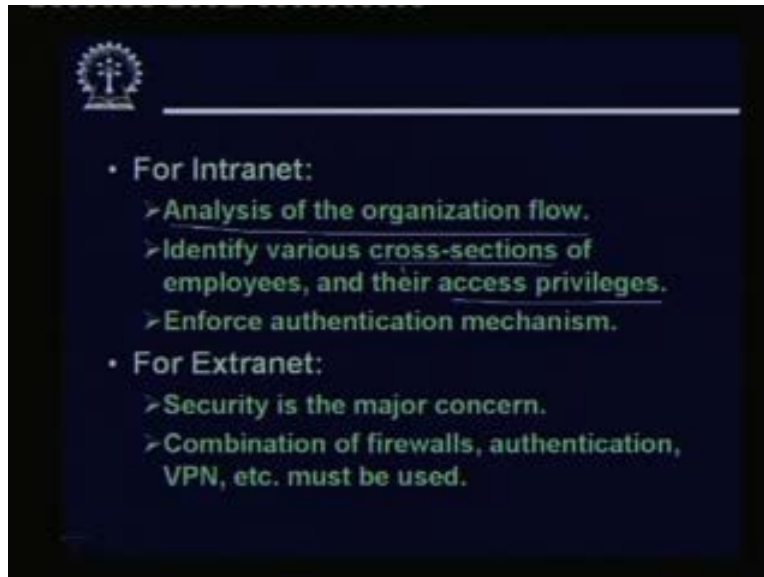 • For Intranet:
➢Analysis of the organization flow.
➢Identify various cross-sections of
employees, and their access privileges.
➢Enforce authentication mechanism.
• For Extranet:
➢Security is the major concern.
➢Combination of firewalls, authentication,
VPN, etc. must be used.